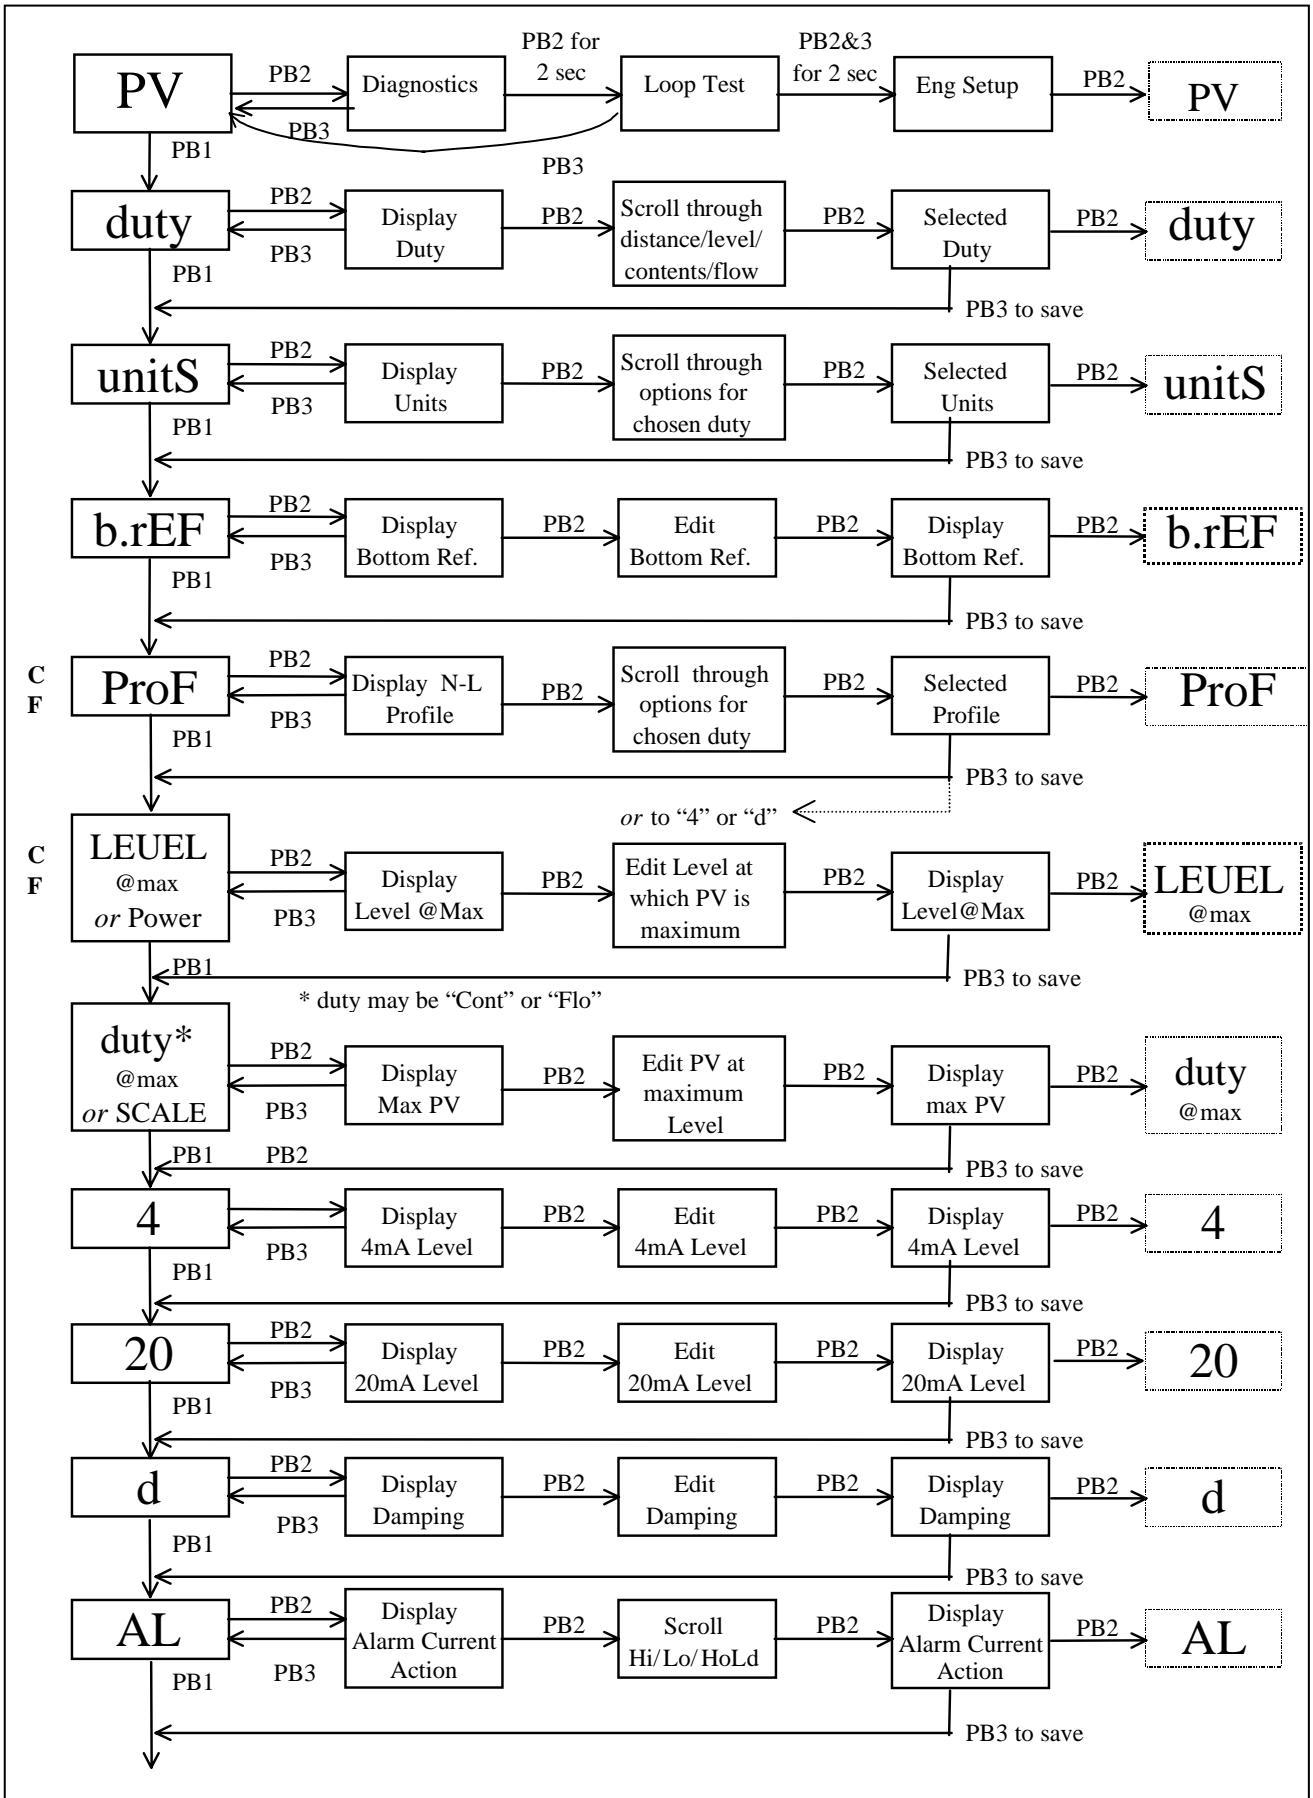 PB2 for
2 sec
PB2&3
for 2 sec
PV
PB2
PB3
Diagnostics
Loop Test
Eng Setup
PB2
PV
PB1
PB3
duty
PB2
PB3
Display
Duty
PB2
Scroll through
distance/level/
contents/flow
PB2
Selected
Duty
PB2
duty
PB1
PB3 to save
unitS
PB2
PB3
Display
Units
PB2
Scroll through
options for
chosen duty
PB2
Selected
Units
PB2
unitS
PB1
PB3 to save
b.rEF
PB2
PB3
Display
Bottom Ref.
PB2
Edit
Bottom Ref.
PB2
Display
Bottom Ref.
PB2
b.rEF
PB1
PB3 to save
C
F
ProF
PB2
PB3
Display N-L
Profile
PB2
Scroll through
options for
chosen duty
PB2
Selected
Profile
PB2
ProF
PB1
PB3 to save
or to “4” or “d”
C
F
LEUEL
@max
or Power
PB2
PB3
Display
Level @Max
PB2
Edit Level at
which PV is
maximum
PB2
Display
Level@Max
PB2
LEUEL
@max
PB1
PB3 to save
* duty may be “Cont” or “Flo”
duty*
@max
or SCALE
PB2
PB3
Display
Max PV
PB2
Edit PV at
maximum
Level
PB2
Display
max PV
PB2
duty
@max
PB1
PB2
PB3 to save
4
PB3
Display
4mA Level
PB2
Edit
4mA Level
PB2
Display
4mA Level
PB2
4
PB1
PB3 to save
20
PB2
PB3
Display
20mA Level
PB2
Edit
20mA Level
PB2
Display
20mA Level
PB2
20
PB1
PB3 to save
d
PB2
PB3
Display
Damping
PB2
Edit
Damping
PB2
Display
Damping
PB2
d
PB1
PB3 to save
AL
PB2
PB3
Display
Alarm Current
Action
PB2
Scroll
Hi/Lo/HoLd
PB2
Display
Alarm Current
Action
PB2
AL
PB1
PB3 to save